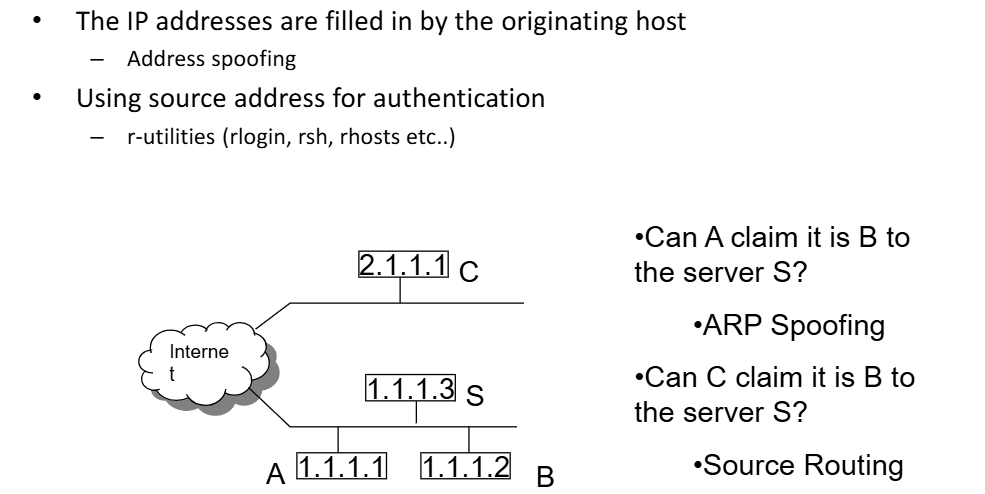 • The IP addresses are filled in by the originating host
– Address spoofing
• Using source address for authentication
– r-utilities (rlogin, rsh, rhosts etc..)
•Can A claim it is B to
the server S?
•ARP Spoofing
•Can C claim it is B to
the server S?
•Source Routing
2.1.1.1 C
Interne
t
1.1.1.3 S
A 1.1.1.1 1.1.1.2 B